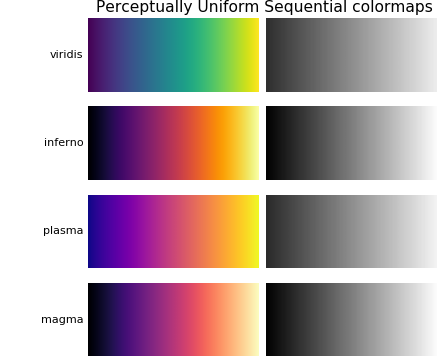 Perceptually Uniform Sequential colormaps
viridis
inferno
plasma
magma